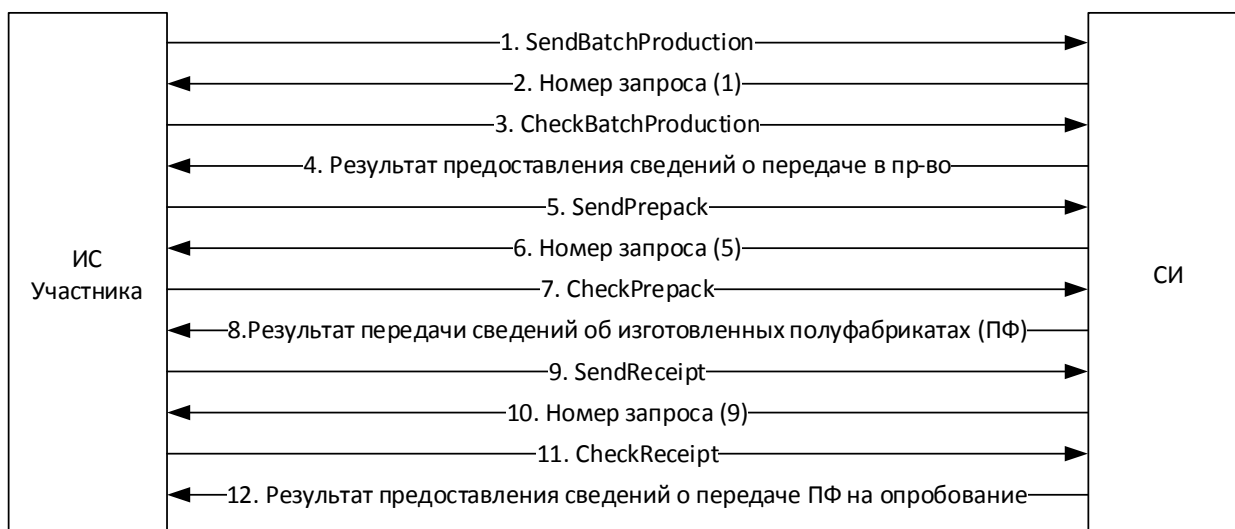 1. SendBatchProduction
2. Номер запроса (1)
3. CheckBatchProduction
4. Результат предоставления сведений о передаче в пр-во
5. SendPrepack
6. Номер запроса (5)
ИС
Участника
СИ
7. CheckPrepack
8.Результат передачи сведений об изготовленных полуфабрикатах (ПФ)
9. SendReceipt
10. Номер запроса (9)
11. CheckReceipt
12. Результат предоставления сведений о передаче ПФ на опробование